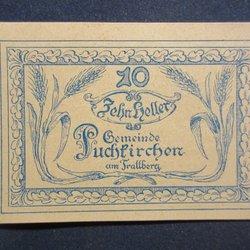 10
Zehn Heller
Gemeinde
Puchkirchen
am Trattberg